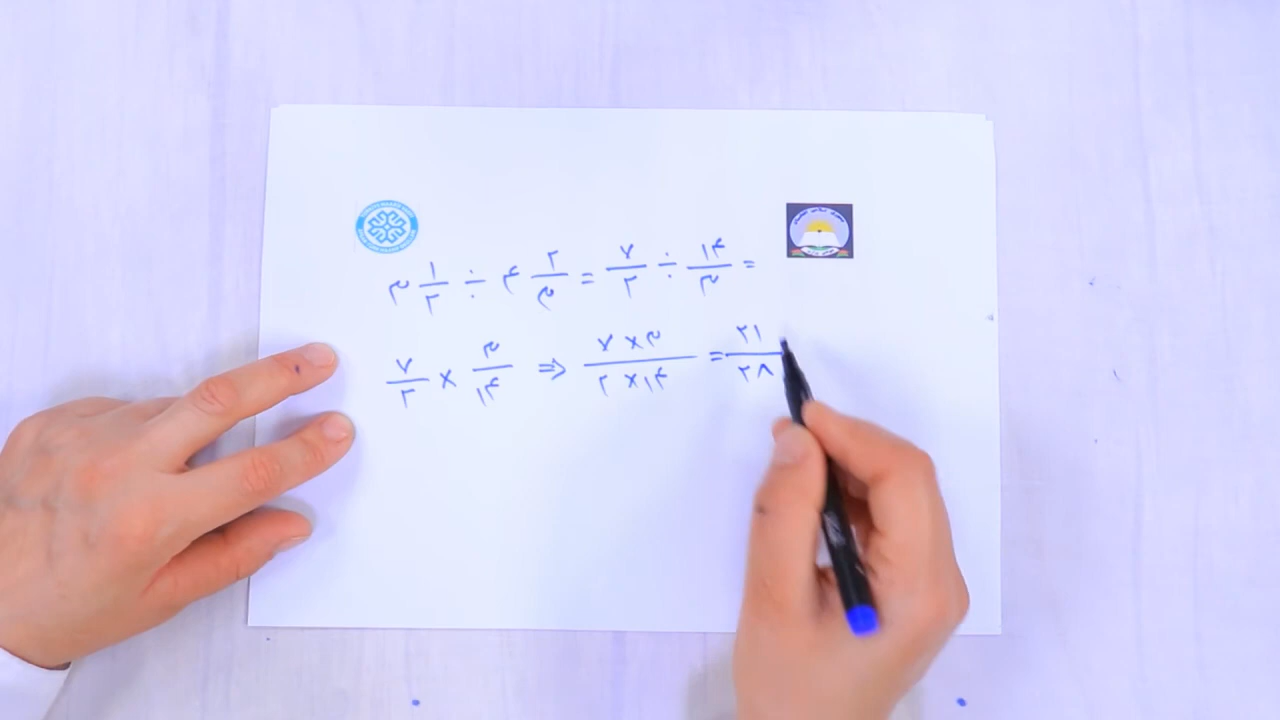 ۳ ۱/۲ ÷ ۴ ۲/۳ = ۷/۲ ÷ ۱۴/۳ =
۷/۲ × ۳/۱۴ ⇒ ۷×۳/۲×۱۴ = ۲۱/۲۸